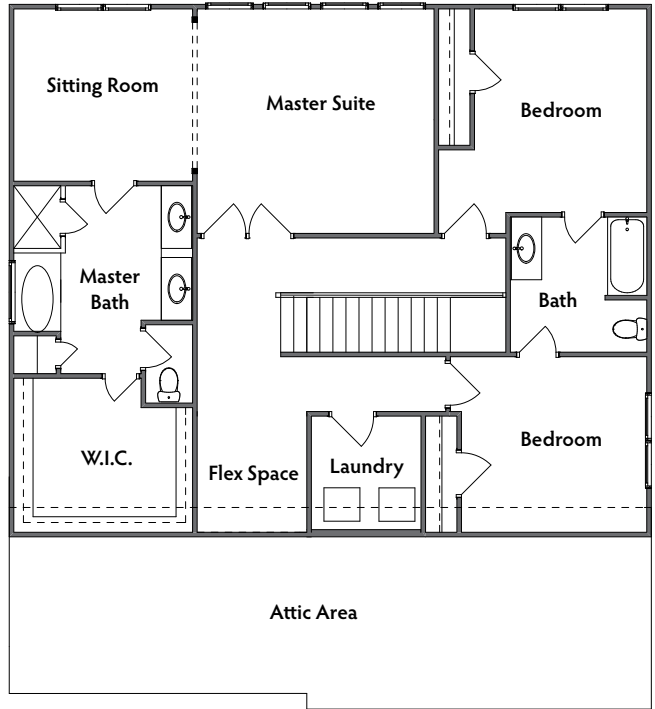 Sitting Room
Master Suite
Bedroom
Master
Bath
Bath
W.I.C.
Flex Space
Laundry
Bedroom
Attic Area